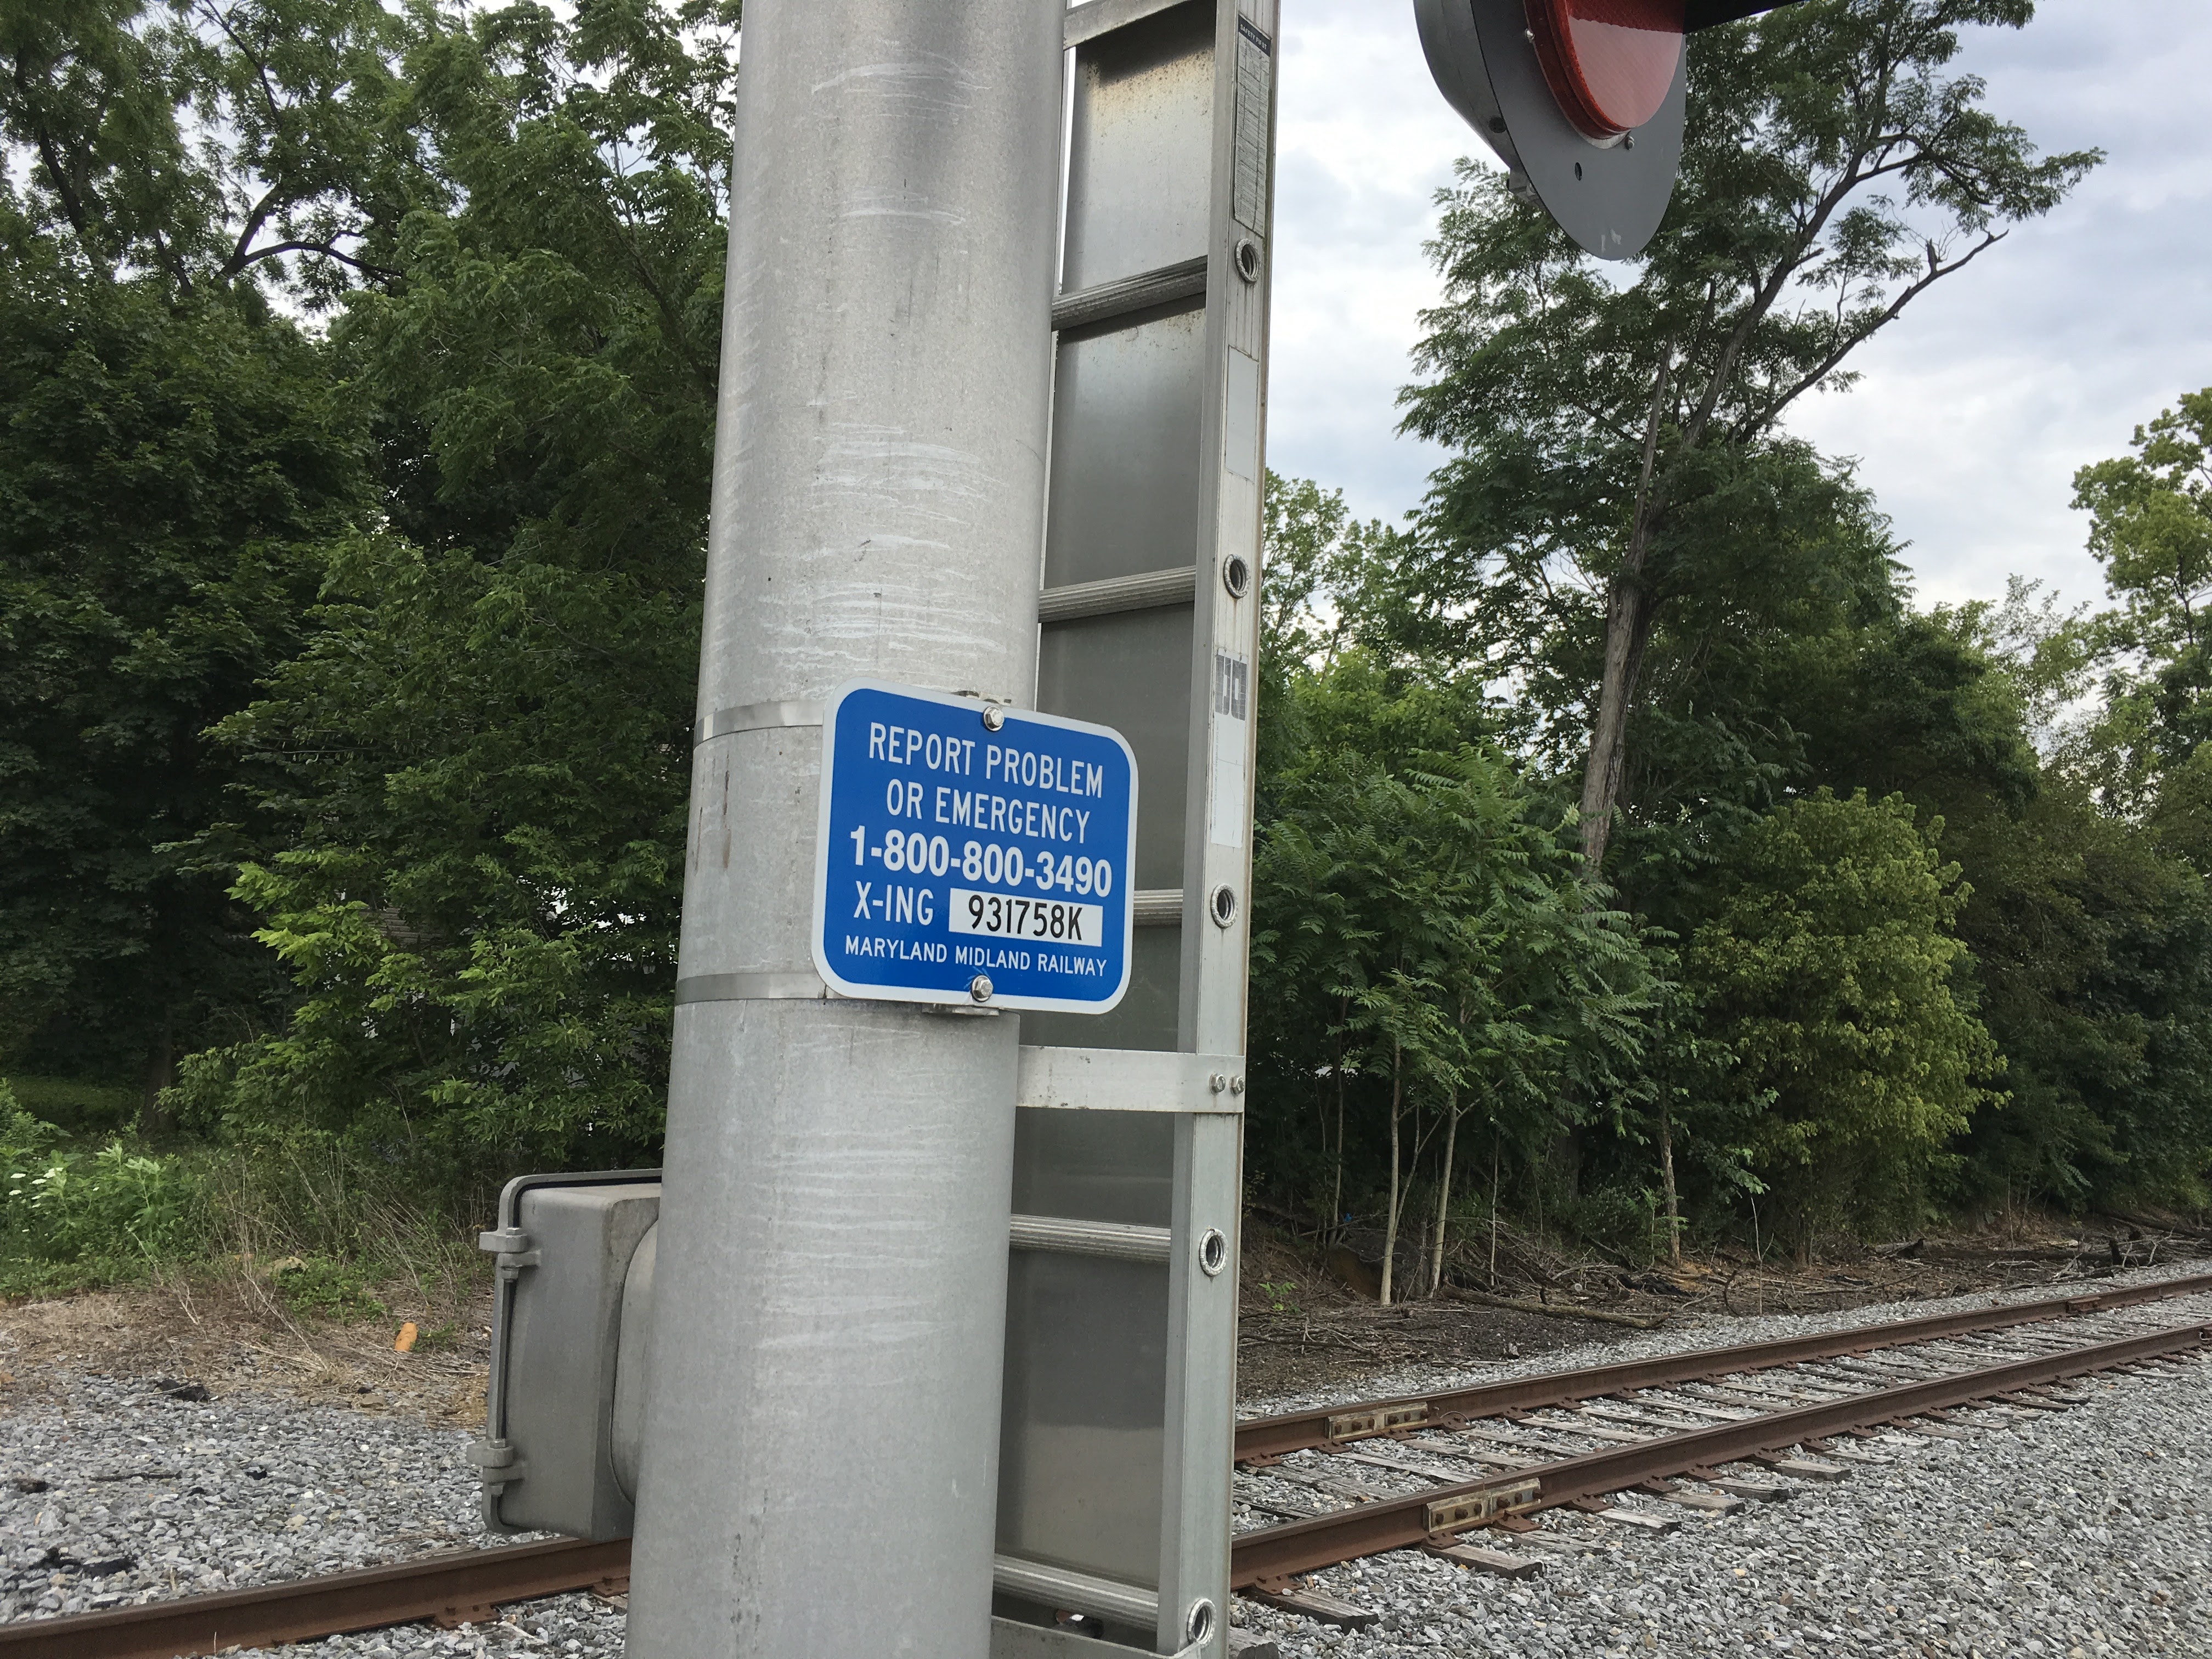 REPORT PROBLEM
OR EMERGENCY
1-800-800-3490
X-ING 931758K
MARYLAND MIDLAND RAILWAY